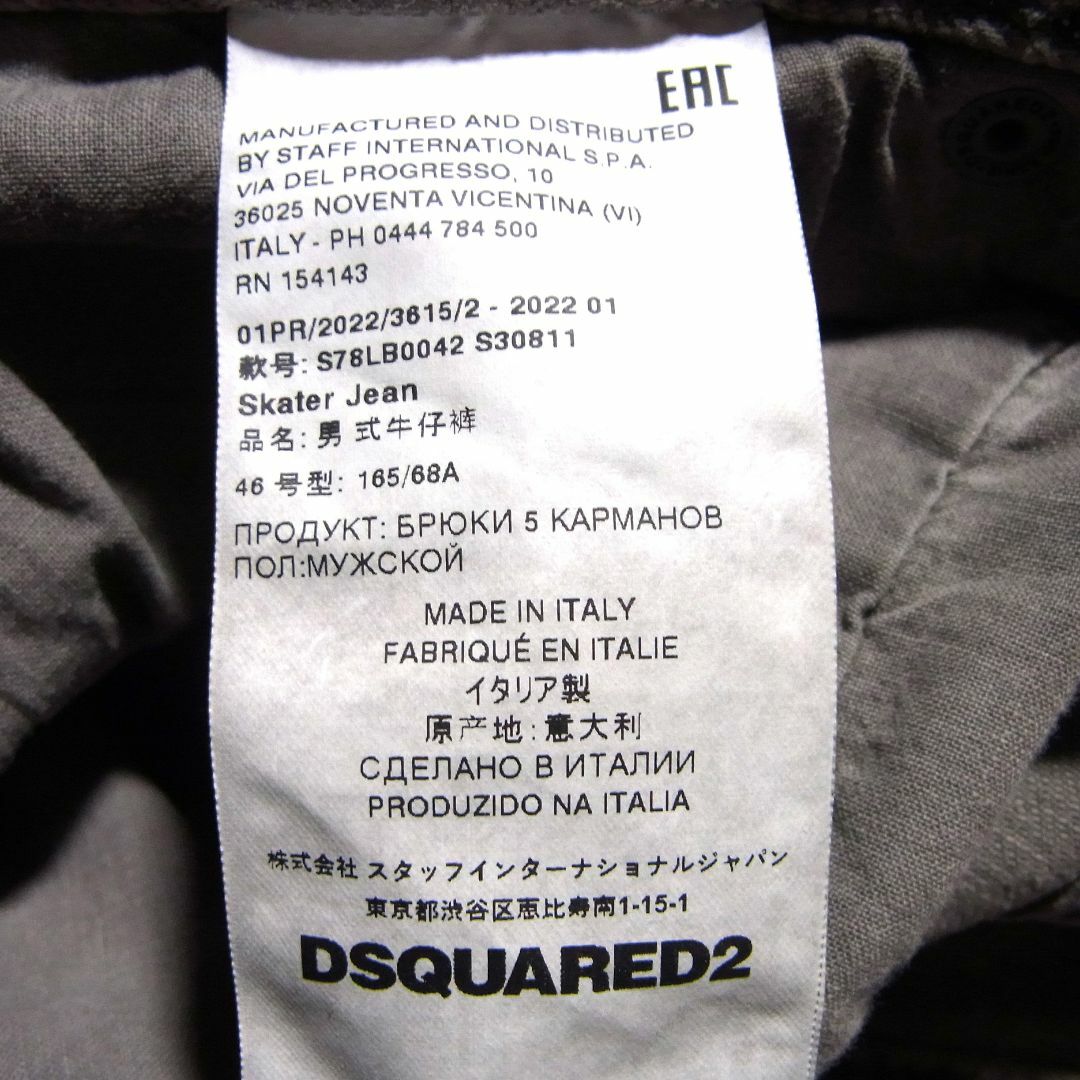 EAC
MANUFACTURED AND DISTRIBUTED
BY STAFF INTERNATIONAL S.P.A.
VIA DEL PROGRESSO, 10
36025 NOVENTA VICENTINA (VI)
ITALY - PH 0444 784 500
RN 154143
01PR/2022/3615/2 - 2022 01
款号: S78LB0042 S30811
Skater Jean
品名: 男式牛仔裤
46 号型: 165/68A
ПРОДУКТ: БРЮКИ 5 КАРМАНОВ
ПОЛ:МУЖСКОЙ
MADE IN ITALY
FABRIQUÉ EN ITALIE
イタリア製
原产地: 意大利
СДЕЛАНО В ИТАЛИИ
PRODUZIDO NA ITALIA
株式会社 スタッフインターナショナルジャパン
東京都渋谷区恵比寿南1-15-1
DSQUARED2